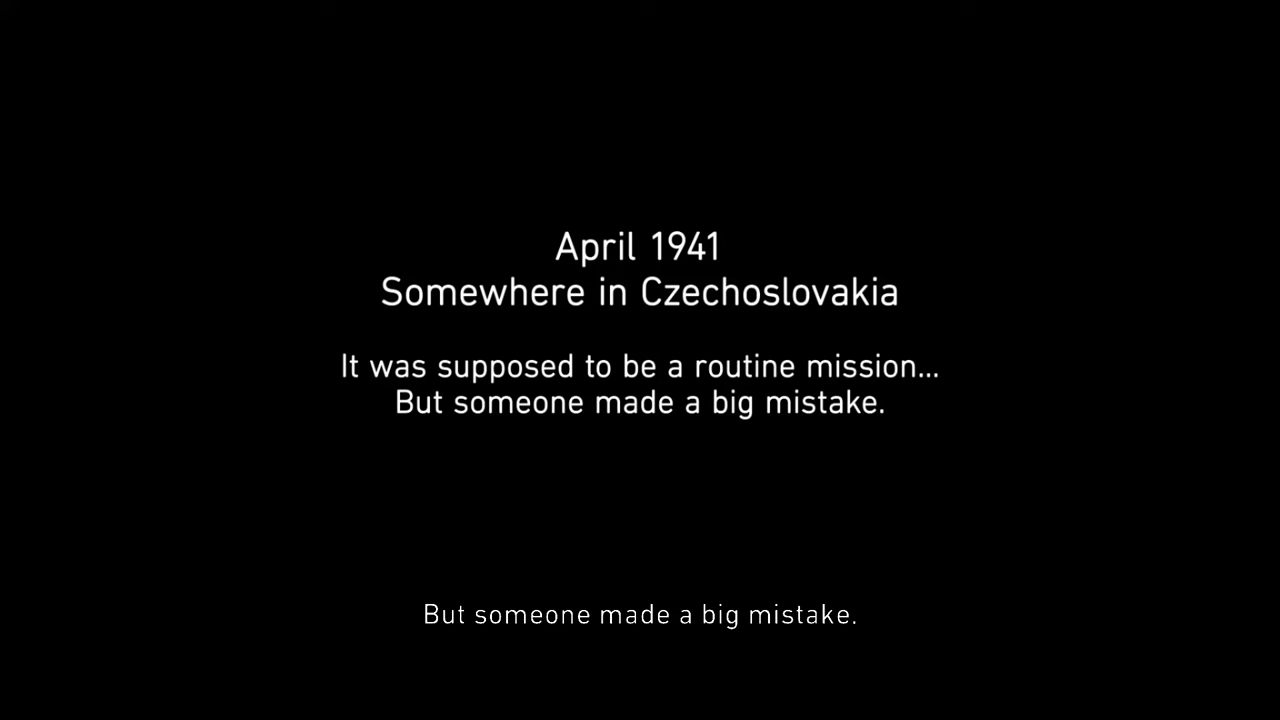 April 1941
Somewhere in Czechoslovakia
It was supposed to be a routine mission...
But someone made a big mistake.
But someone made a big mistake.